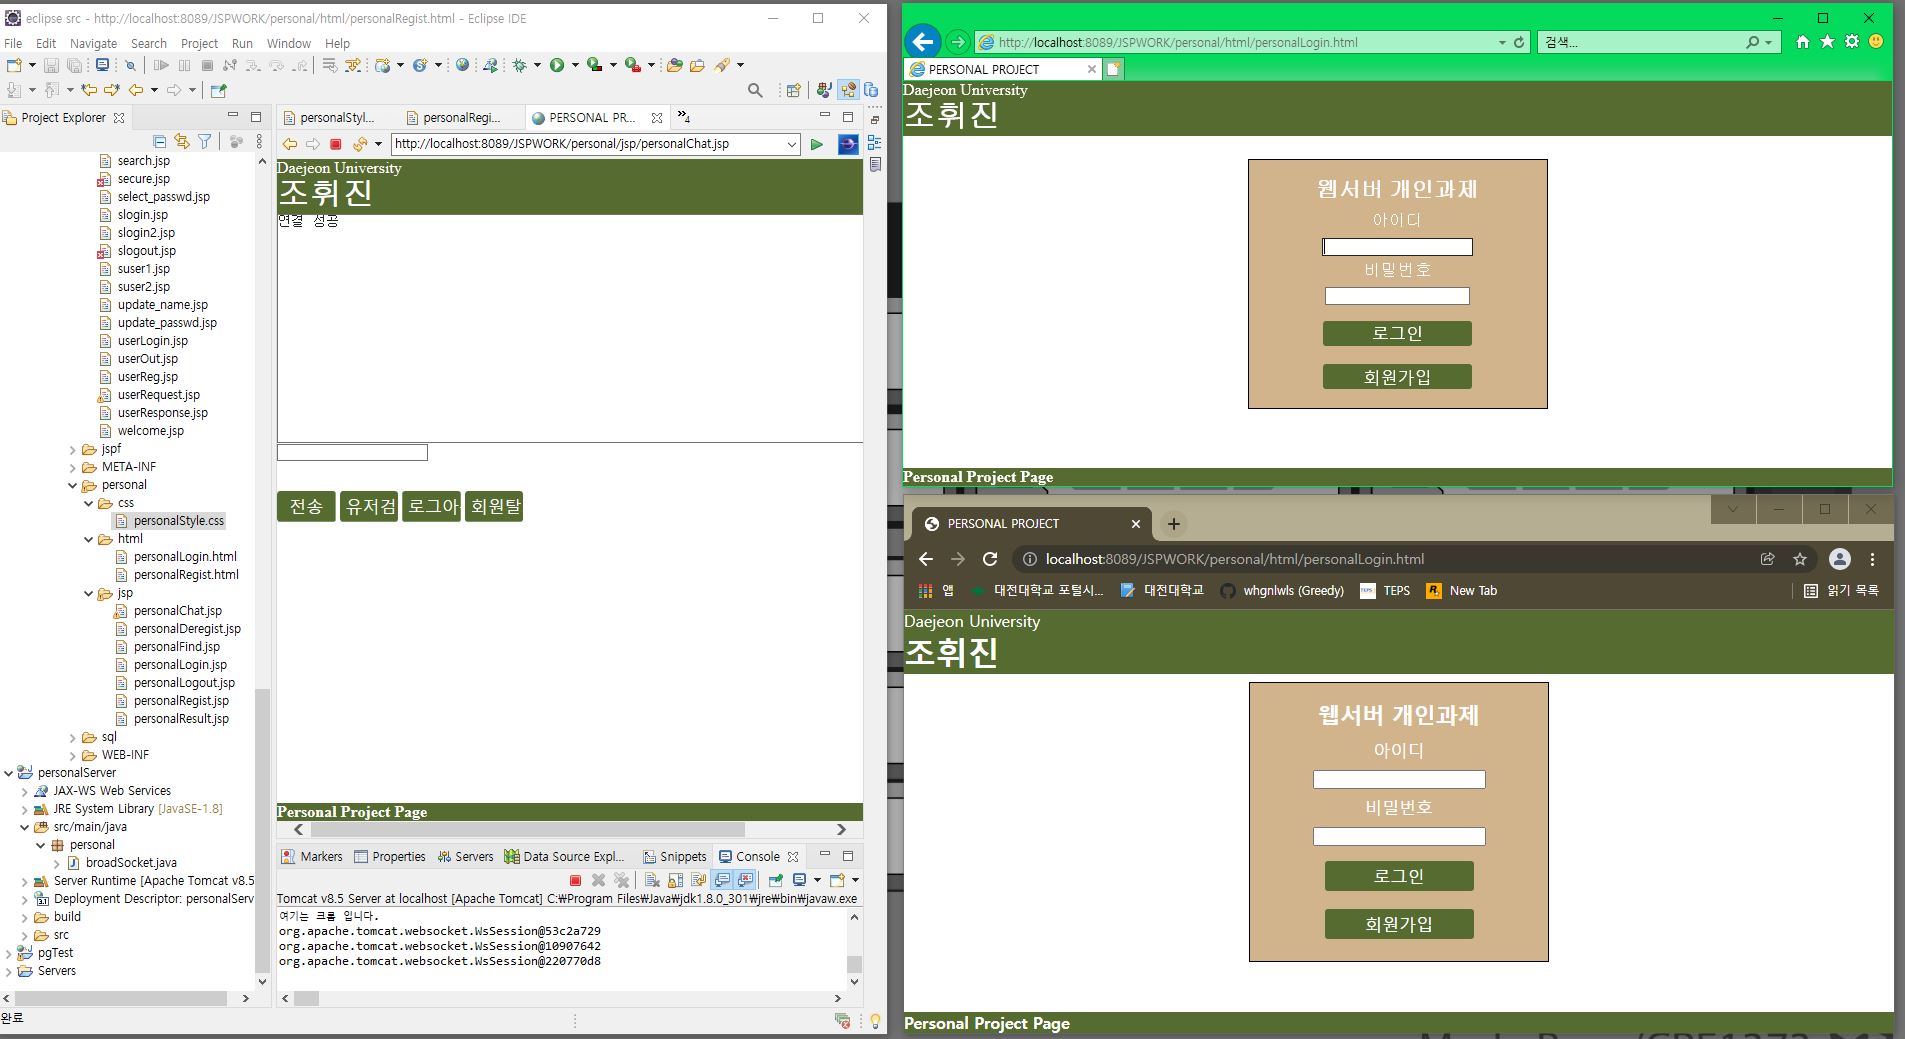 eclipse src - http://localhost:8089/JSPWORK/personal/html/personalRegist.html - Eclipse IDE
File Edit Navigate Search Project Run Window Help
Project Explorer
search.jsp
secure.jsp
select_passwd.jsp
slogin.jsp
slogin2.jsp
slogout.jsp
suser1.jsp
suser2.jsp
update_name.jsp
update_passwd.jsp
userLogin.jsp
userOut.jsp
userReg.jsp
userRequest.jsp
userResponse.jsp
welcome.jsp
jspf
META-INF
personal
css
personalStyle.css
html
personalLogin.html
personalRegist.html
jsp
personalChat.jsp
personalDeregist.jsp
personalFind.jsp
personalLogin.jsp
personalLogout.jsp
personalRegist.jsp
personalResult.jsp
sql
WEB-INF
personalServer
JAX-WS Web Services
JRE System Library [JavaSE-1.8]
src/main/java
personal
broadSocket.java
Server Runtime [Apache Tomcat v8.5
Deployment Descriptor: personalServ
build
src
pgTest
Servers
완료
personalStyl... personalRegi... PERSONAL PR... »4
http://localhost:8089/JSPWORK/personal/jsp/personalChat.jsp
Daejeon University
조휘진
연결 성공
전송 유저검 로그아 회원탈
Personal Project Page
Markers Properties Servers Data Source Expl... Snippets Console
Tomcat v8.5 Server at localhost [Apache Tomcat] C:₩Program Files₩Java₩jdk1.8.0_301₩jre₩bin₩javaw.exe
여기는 크롬 입니다.
org.apache.tomcat.websocket.WsSession@53c2a729
org.apache.tomcat.websocket.WsSession@10907642
org.apache.tomcat.websocket.WsSession@220770d8
http://localhost:8089/JSPWORK/personal/html/personalLogin.html 검색...
PERSONAL PROJECT
Daejeon University
조휘진
웹서버 개인과제
아이디
비밀번호
로그인
회원가입
Personal Project Page
PERSONAL PROJECT
localhost:8089/JSPWORK/personal/html/personalLogin.html
앱 대전대학교 포털시... 대전대학교 whgnlwls (Greedy) TEPS TEPS New Tab 읽기 목록
Daejeon University
조휘진
웹서버 개인과제
아이디
비밀번호
로그인
회원가입
Personal Project Page